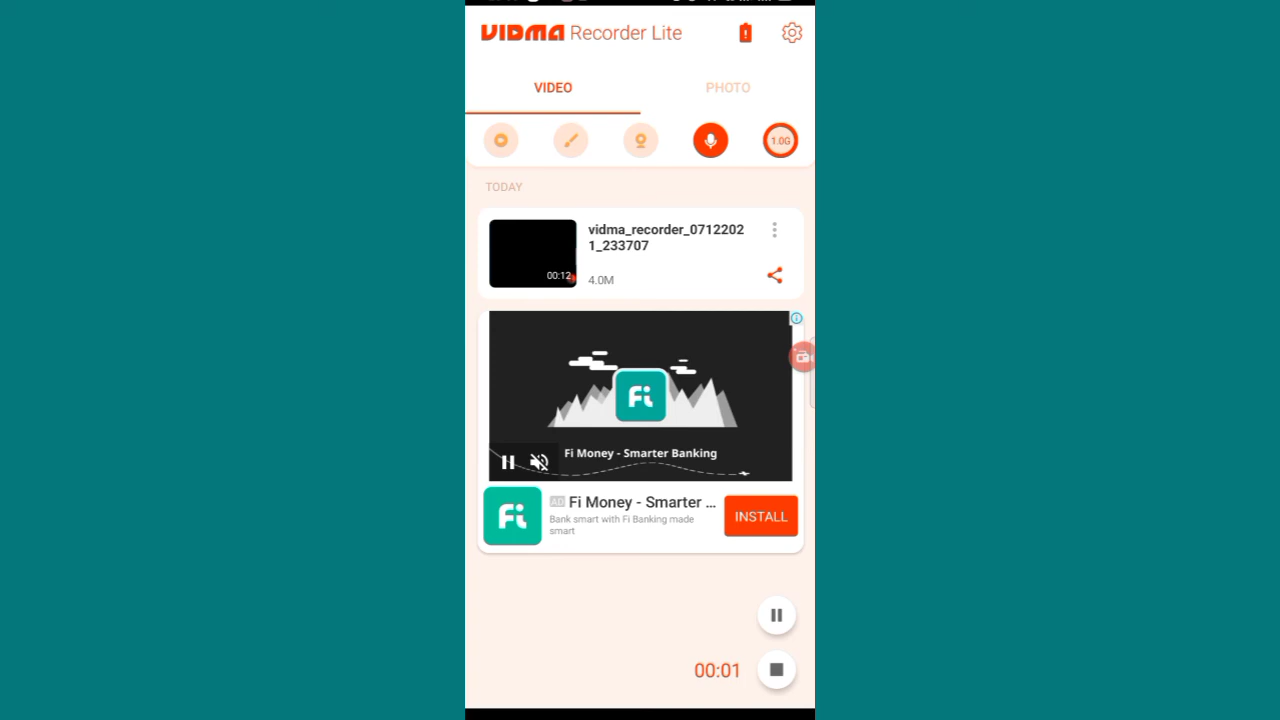 VIDMA Recorder Lite
VIDEO PHOTO
1.0G
TODAY
vidma_recorder_0712202
1_233707
00:12
4.0M
Fi
Fi Money - Smarter Banking
Fi
AD Fi Money - Smarter ...
Bank smart with Fi Banking made
smart
INSTALL
00:01